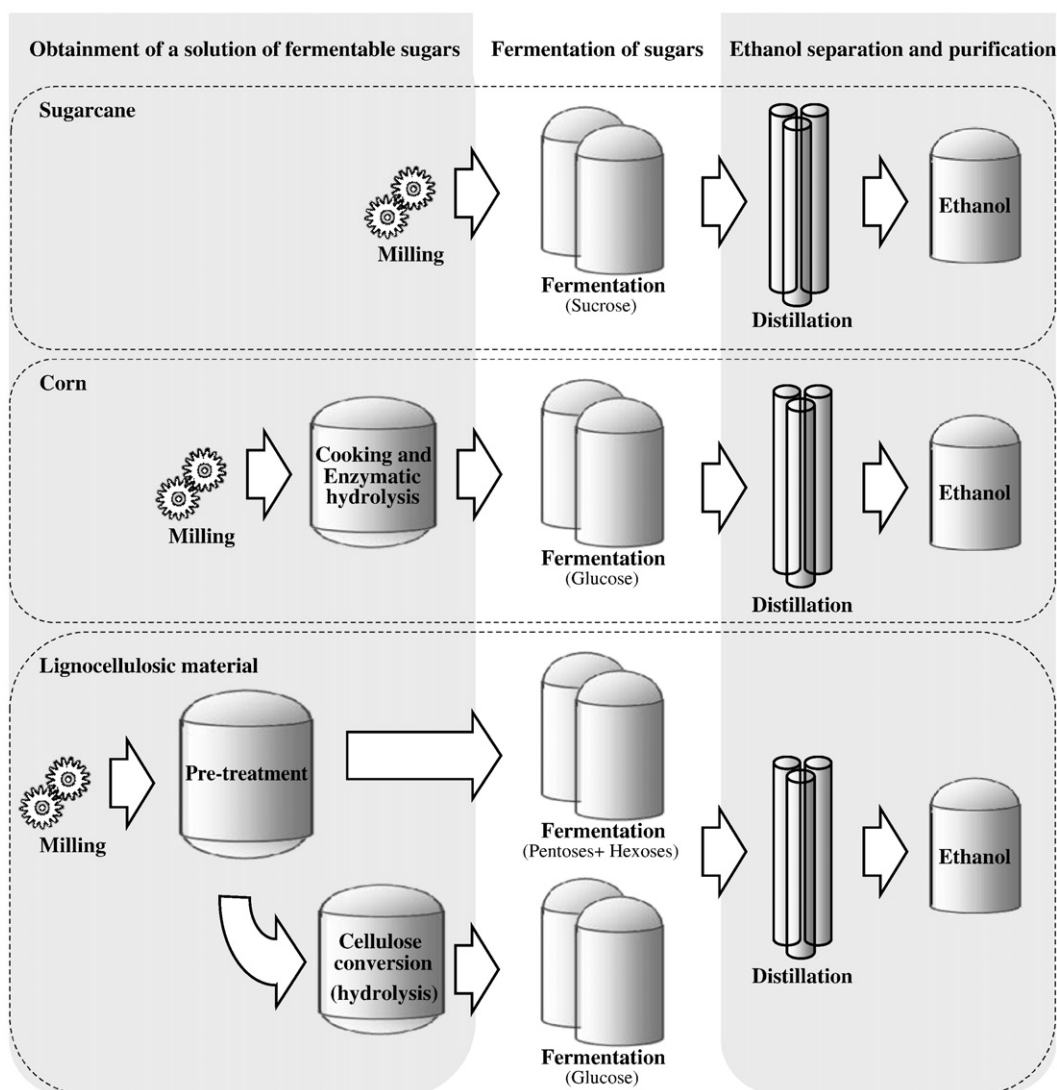 Obtainment of a solution of fermentable sugars
Fermentation of sugars
Ethanol separation and purification
Sugarcane
Milling
Fermentation
(Sucrose)
Distillation
Ethanol
Corn
Milling
Cooking and
Enzymatic
hydrolysis
Fermentation
(Glucose)
Distillation
Ethanol
Lignocellulosic material
Milling
Pre-treatment
Fermentation
(Pentoses+ Hexoses)
Cellulose
conversion
(hydrolysis)
Fermentation
(Glucose)
Distillation
Ethanol